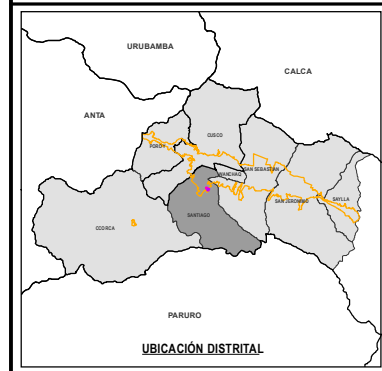 URUBAMBA
CALCA
ANTA
CUSCO
POROY
SAN SEBASTIAN
WANCHAQ
SAN JERONIMO
SAYLLA
SANTIAGO
CCORCA
PARURO
UBICACIÓN DISTRITAL